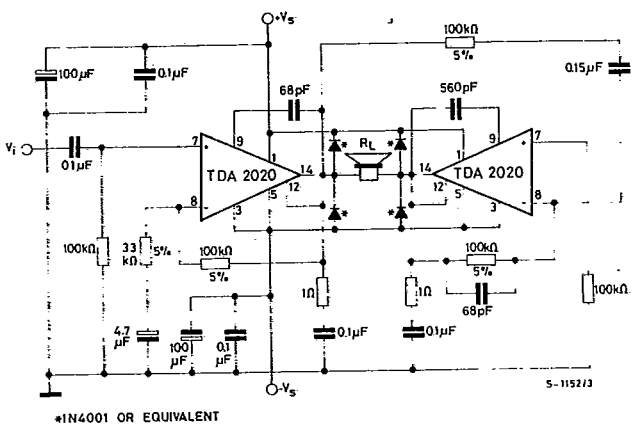 +Vs
100kΩ
5%
100µF
0.1µF
68pF
560pF
0.15µF
Vi
01µF
7
9
1
14
12
5
3
8
TDA 2020
RL
14
12
1
5
9
7
8
3
TDA 2020
100kΩ
33
kΩ
5%
100kΩ
5%
100kΩ
5%
68pF
100kΩ
1Ω
1Ω
4.7
µF
100
µF
0.1
µF
0.1µF
0.1µF
-Vs
S-1152/3
*IN4001 OR EQUIVALENT